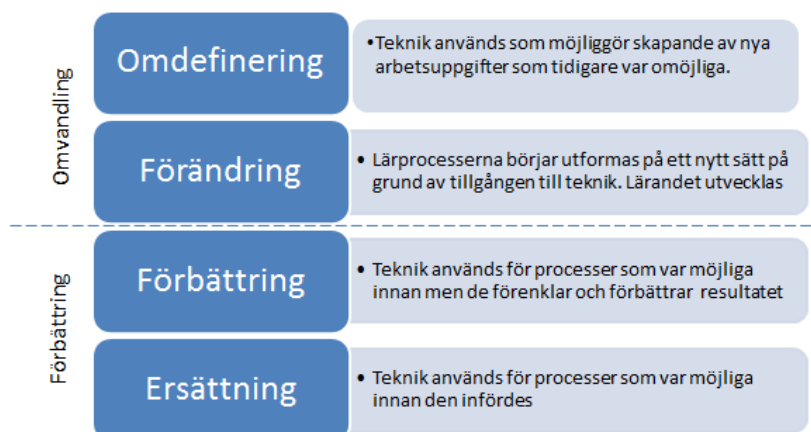 Omvandling
Omdefinering
•Teknik används som möjliggör skapande av nya
arbetsuppgifter som tidigare var omöjliga.
Förändring
• Lärprocesserna börjar utformas på ett nytt sätt på
grund av tillgången till teknik. Lärandet utvecklas
Förbättring
Förbättring
• Teknik används för processer som var möjliga
innan men de förenklar och förbättrar resultatet
Ersättning
• Teknik används för processer som var möjliga
innan den infördes